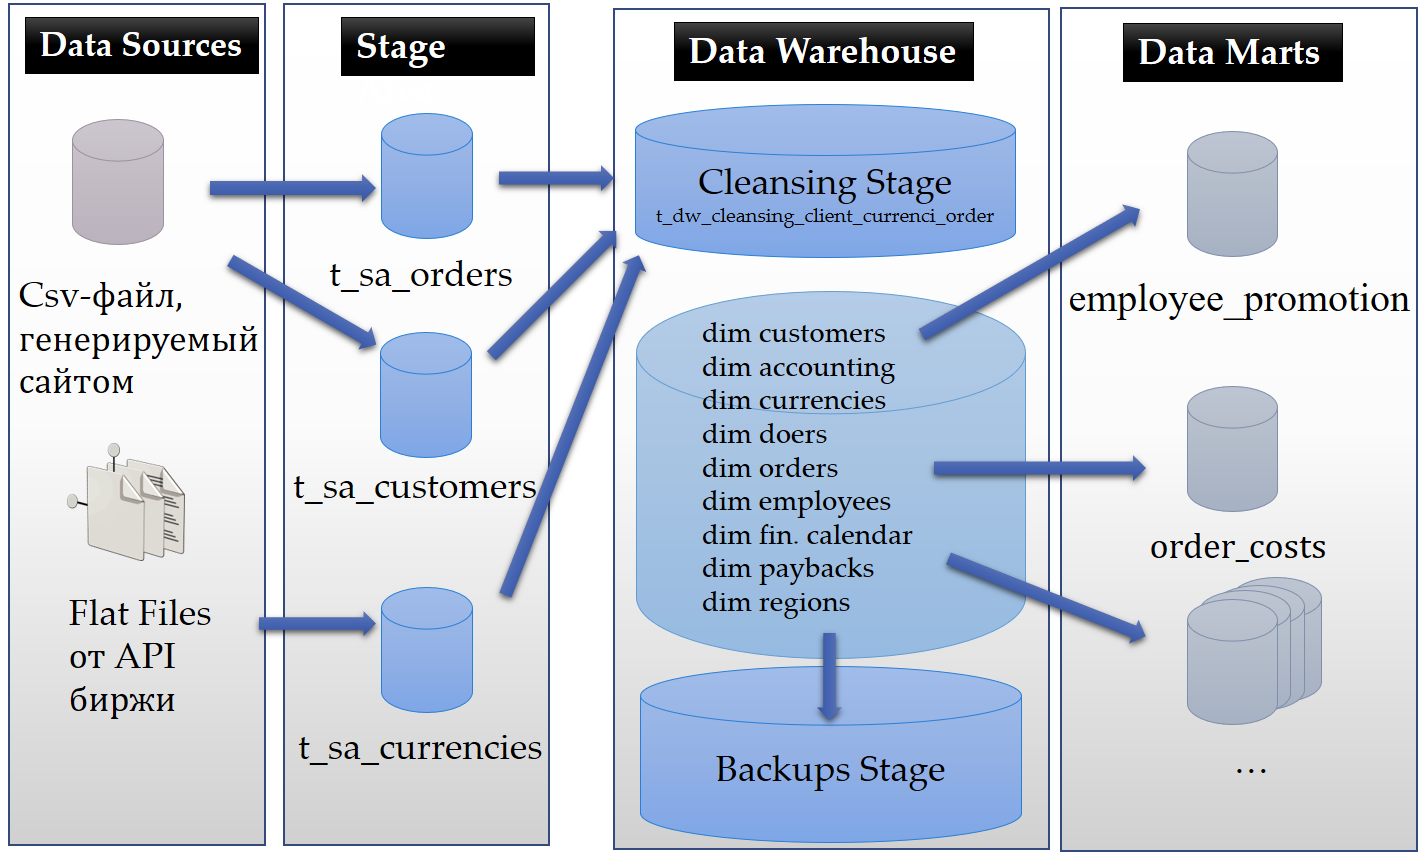 Data Sources
Csv-файл,
генерируемый
сайтом
Flat Files
от API
биржи
Stage
t_sa_orders
t_sa_customers
t_sa_currencies
Data Warehouse
Cleansing Stage
t_dw_cleansing_client_currenci_order
dim customers
dim accounting
dim currencies
dim doers
dim orders
dim employees
dim fin. calendar
dim paybacks
dim regions
Backups Stage
Data Marts
employee_promotion
order_costs
…